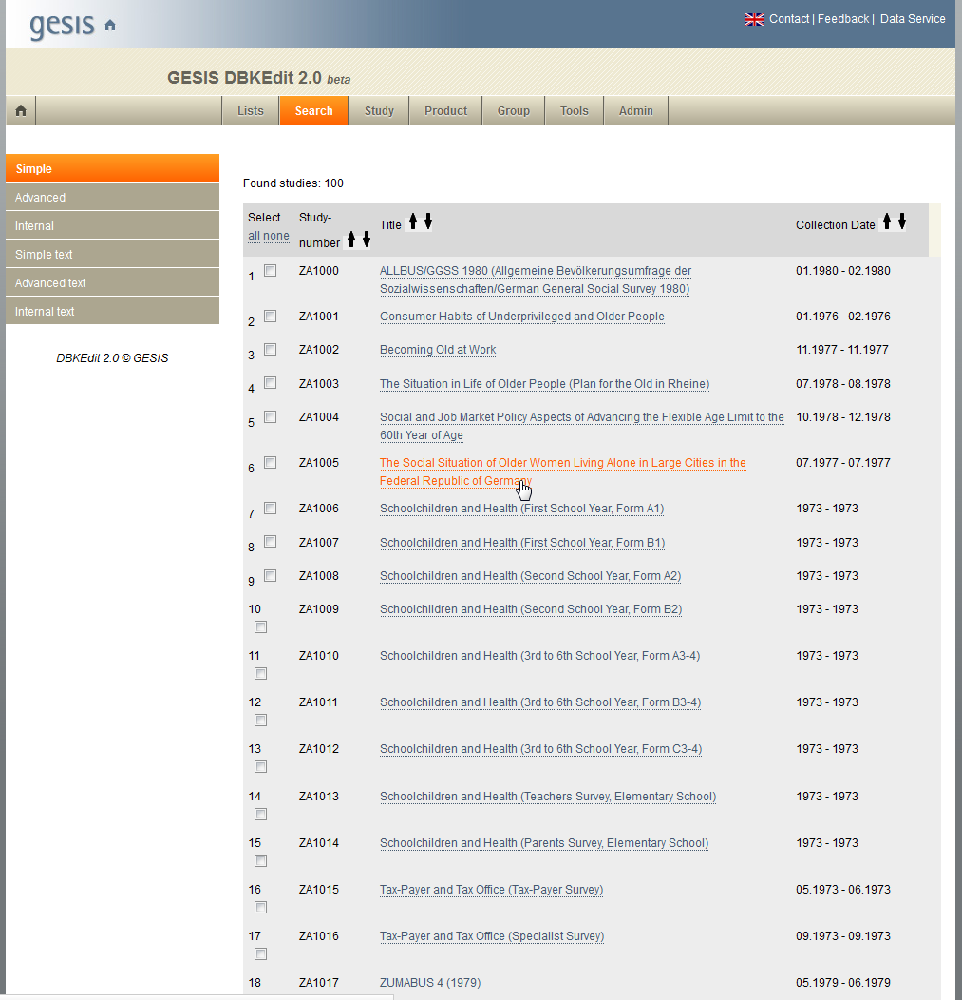 gesis
Contact | Feedback | Data Service
GESIS DBKEdit 2.0 beta
Lists Search Study Product Group Tools Admin
Simple
Advanced
Internal
Simple text
Advanced text
Internal text
DBKEdit 2.0 © GESIS
Found studies: 100
Select all none Study-number Title Collection Date
1 ZA1000 ALLBUS/GGSS 1980 (Allgemeine Bevölkerungsumfrage der
Sozialwissenschaften/German General Social Survey 1980) 01.1980 - 02.1980
2 ZA1001 Consumer Habits of Underprivileged and Older People 01.1976 - 02.1976
3 ZA1002 Becoming Old at Work 11.1977 - 11.1977
4 ZA1003 The Situation in Life of Older People (Plan for the Old in Rheine) 07.1978 - 08.1978
5 ZA1004 Social and Job Market Policy Aspects of Advancing the Flexible Age Limit to the
60th Year of Age 10.1978 - 12.1978
6 ZA1005 The Social Situation of Older Women Living Alone in Large Cities in the
Federal Republic of Germany 07.1977 - 07.1977
7 ZA1006 Schoolchildren and Health (First School Year, Form A1) 1973 - 1973
8 ZA1007 Schoolchildren and Health (First School Year, Form B1) 1973 - 1973
9 ZA1008 Schoolchildren and Health (Second School Year, Form A2) 1973 - 1973
10 ZA1009 Schoolchildren and Health (Second School Year, Form B2) 1973 - 1973
11 ZA1010 Schoolchildren and Health (3rd to 6th School Year, Form A3-4) 1973 - 1973
12 ZA1011 Schoolchildren and Health (3rd to 6th School Year, Form B3-4) 1973 - 1973
13 ZA1012 Schoolchildren and Health (3rd to 6th School Year, Form C3-4) 1973 - 1973
14 ZA1013 Schoolchildren and Health (Teachers Survey, Elementary School) 1973 - 1973
15 ZA1014 Schoolchildren and Health (Parents Survey, Elementary School) 1973 - 1973
16 ZA1015 Tax-Payer and Tax Office (Tax-Payer Survey) 05.1973 - 06.1973
17 ZA1016 Tax-Payer and Tax Office (Specialist Survey) 09.1973 - 09.1973
18 ZA1017 ZUMABUS 4 (1979) 05.1979 - 06.1979